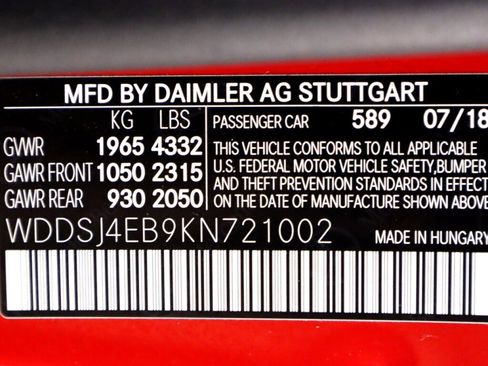 MFD BY DAIMLER AG STUTTGART
KG LBS PASSENGER CAR 589 07/18
GVWR 1965 4332 THIS VEHICLE CONFORMS TO ALL APPLICABLE
GAWR FRONT 1050 2315 U.S. FEDERAL MOTOR VEHICLE SAFETY, BUMPER
GAWR REAR 930 2050 AND THEFT PREVENTION STANDARDS IN EFFECT
ON THE DATE OF MANUFACTURE SHOWN ABOVE
WDDSJ4EB9KN721002 MADE IN HUNGARY